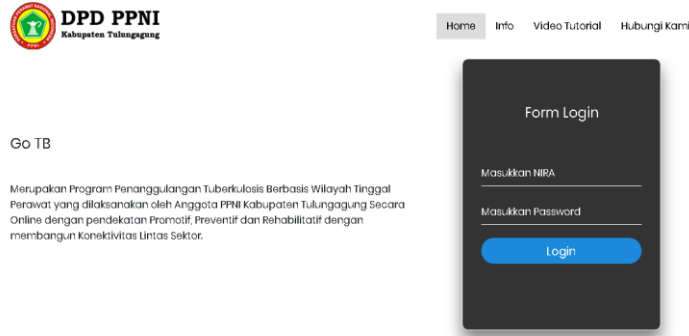 DPD PPNI
Kabupaten Tulungagung
Home Info Video Tutorial Hubungi Kami
Go TB
Merupakan Program Penanggulangan Tuberkulosis Berbasis Wilayah Tinggal
Perawat yang dilaksanakan oleh Anggota PPNI Kabupaten Tulungagung Secara
Online dengan pendekatan Promotif, Preventif dan Rehabilitatif dengan
membangun Konektivitas Lintas Sektor.
Form Login
Masukkan NIRA
Masukkan Password
Login